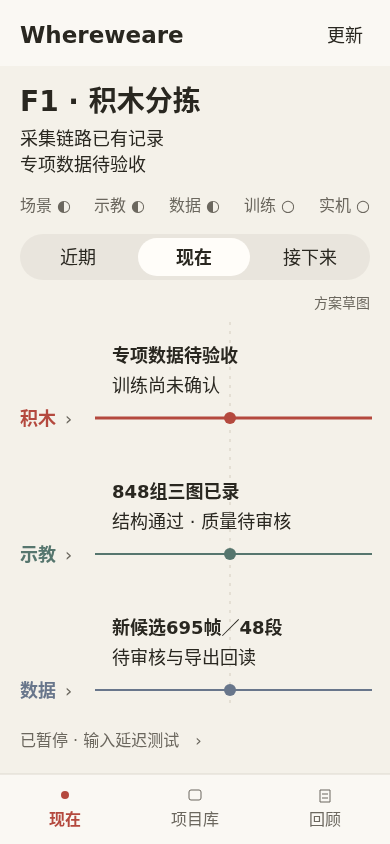 Whereweare
更新
F1 · 积木分拣
采集链路已有记录
专项数据待验收
场景 ◐ 示教 ◐ 数据 ◐ 训练 ○ 实机 ○
近期 现在 接下来
方案草图
专项数据待验收
训练尚未确认
积木 ›
848组三图已录
结构通过 · 质量待审核
示教 ›
新候选695帧／48段
待审核与导出回读
数据 ›
已暂停 · 输入延迟测试 ›
现在 项目库 回顾